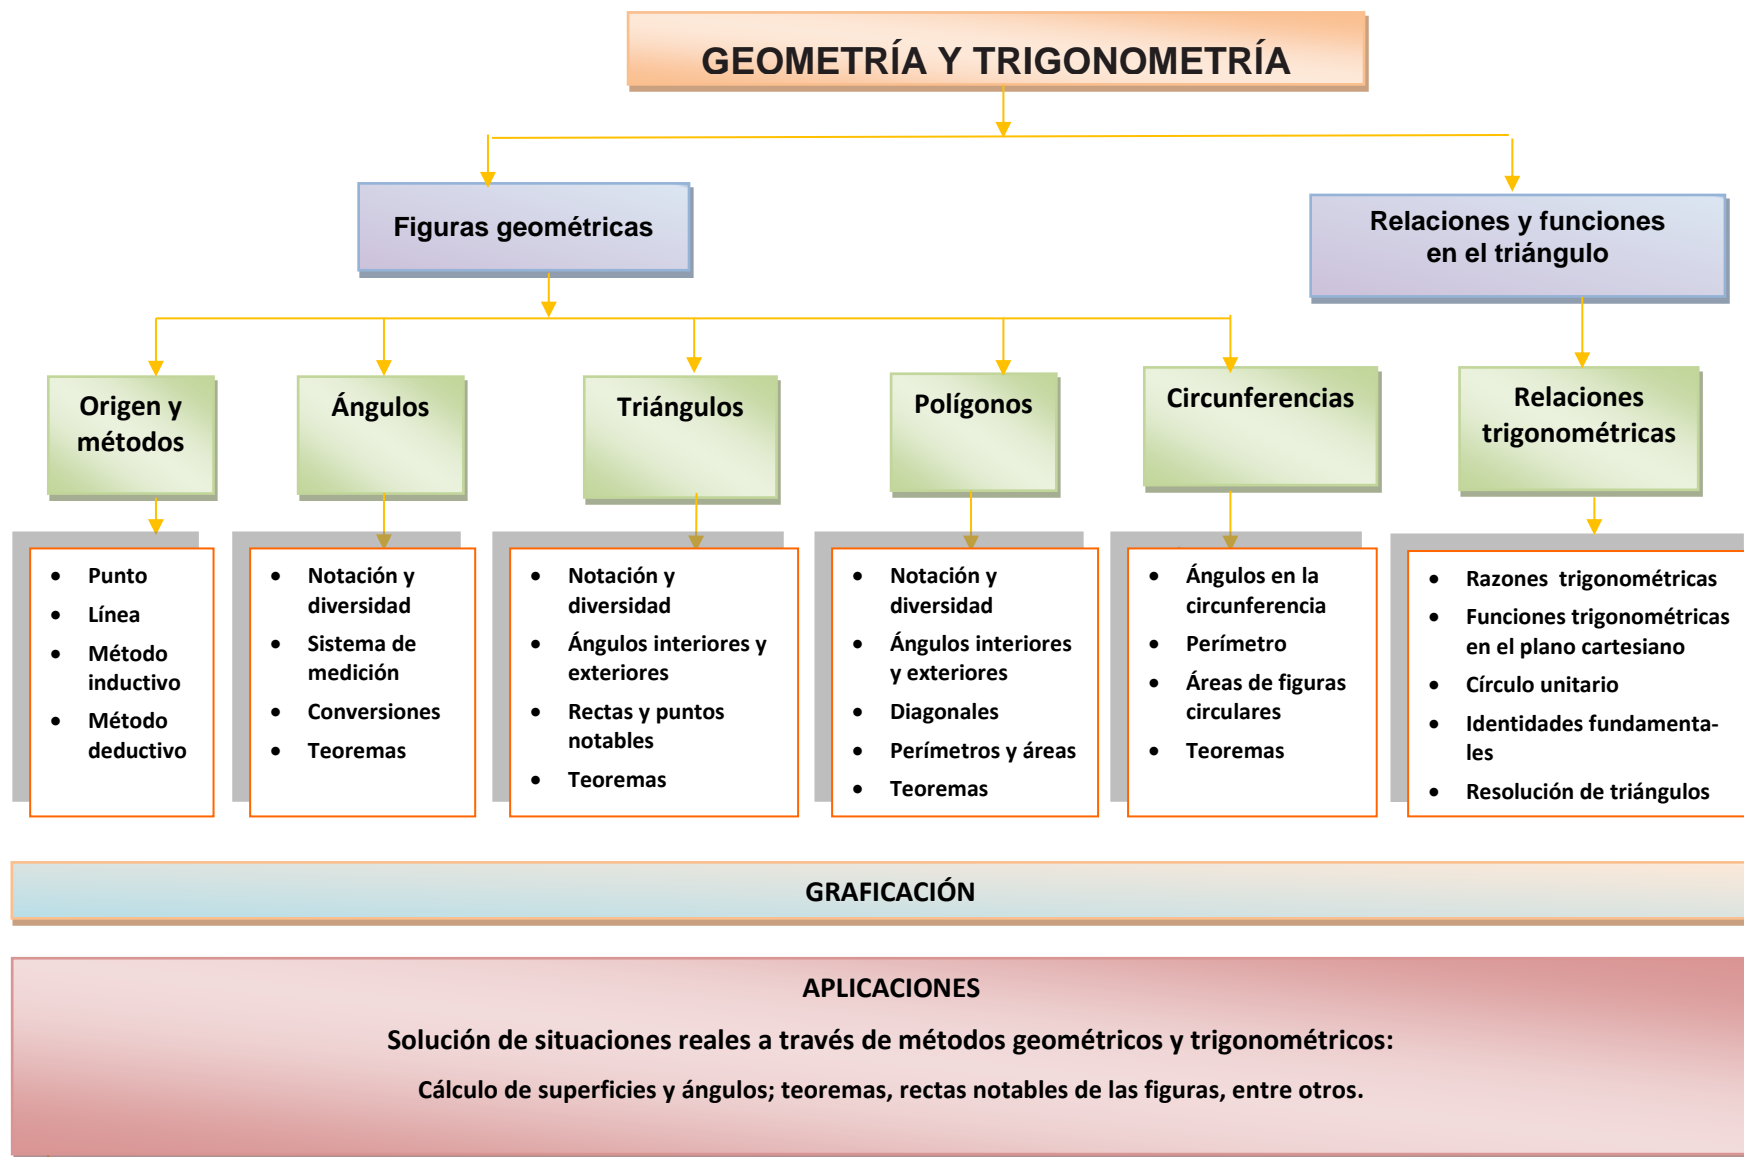 GEOMETRÍA Y TRIGONOMETRÍA
Figuras geométricas
Relaciones y funciones
en el triángulo
Origen y
métodos
Ángulos
Triángulos
Polígonos
Circunferencias
Relaciones
trigonométricas
• Punto
• Línea
• Método
inductivo
• Método
deductivo
• Notación y
diversidad
• Sistema de
medición
• Conversiones
• Teoremas
• Notación y
diversidad
• Ángulos interiores y
exteriores
• Rectas y puntos
notables
• Teoremas
• Notación y
diversidad
• Ángulos interiores
y exteriores
• Diagonales
• Perímetros y áreas
• Teoremas
• Ángulos en la
circunferencia
• Perímetro
• Áreas de figuras
circulares
• Teoremas
• Razones trigonométricas
• Funciones trigonométricas
en el plano cartesiano
• Círculo unitario
• Identidades fundamenta-
les
• Resolución de triángulos
GRAFICACIÓN
APLICACIONES
Solución de situaciones reales a través de métodos geométricos y trigonométricos:
Cálculo de superficies y ángulos; teoremas, rectas notables de las figuras, entre otros.